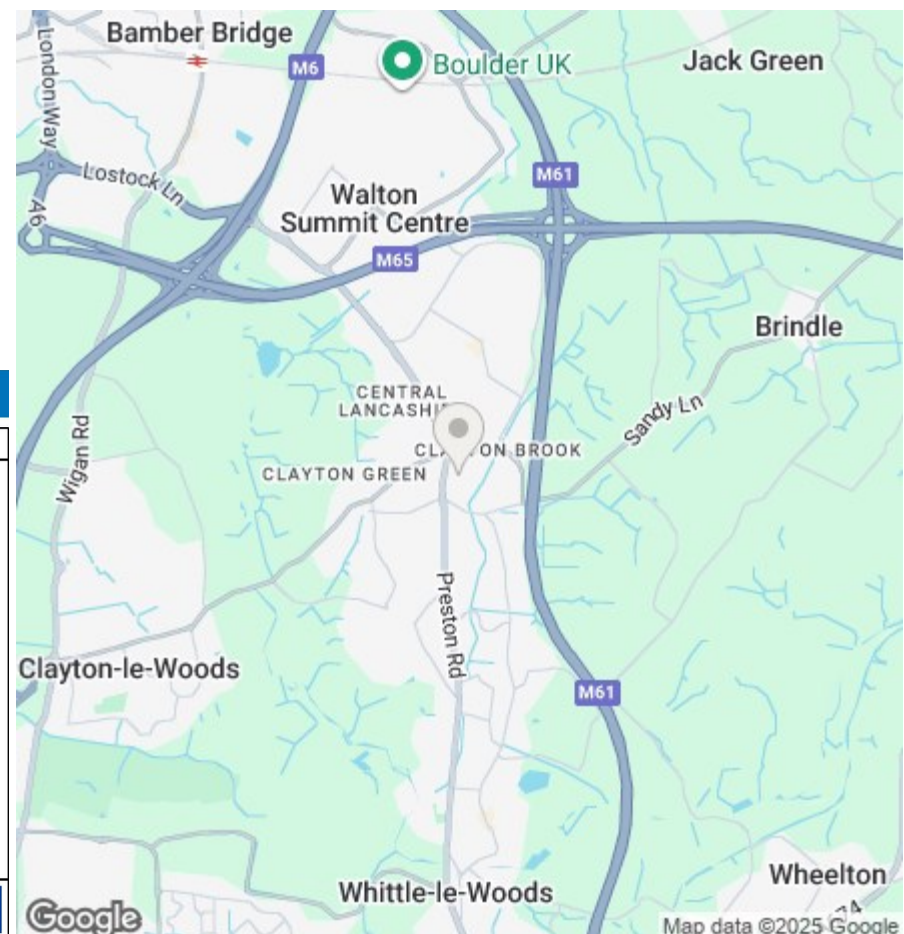 Bamber Bridge
London Way
M6
Boulder UK
Jack Green
Lostock Ln
A6
M61
Walton
Summit Centre
M65
Brindle
CENTRAL
Sandy Ln
Wigan Rd
CLAYTON GREEN
Preston Rd
Clayton-le-Woods
M61
Wheelton
Whittle-le-Woods
Google
Map data ©2025 Google